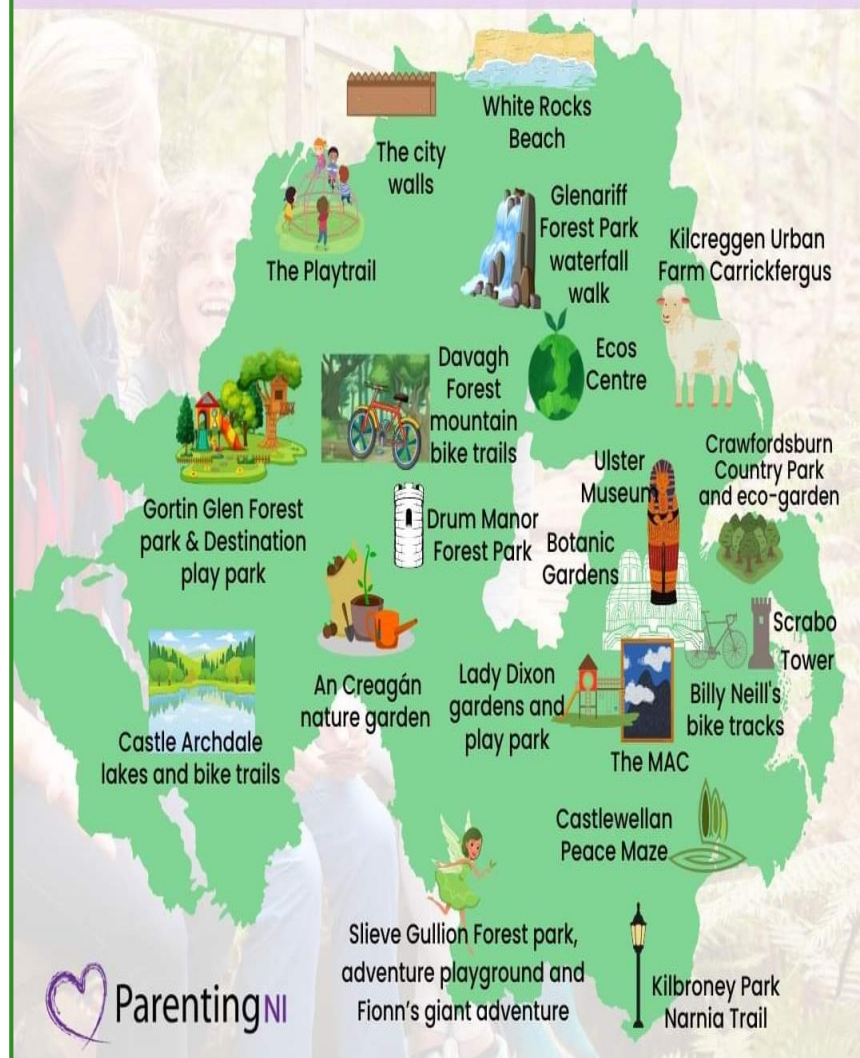 White Rocks
Beach
The city
walls
The Playtrail
Glenariff
Forest Park
waterfall
walk
Kilcreggen Urban
Farm Carrickfergus
Davagh
Forest
mountain
bike trails
Ecos
Centre
Gortin Glen Forest
park & Destination
play park
Drum Manor
Forest Park
Ulster
Museum
Botanic
Gardens
Crawfordsburn
Country Park
and eco-garden
Scrabo
Tower
An Creagán
nature garden
Castle Archdale
lakes and bike trails
Lady Dixon
gardens and
play park
The MAC
Billy Neill's
bike tracks
Castlewellan
Peace Maze
Slieve Gullion Forest park,
adventure playground and
Fionn's giant adventure
Kilbroney Park
Narnia Trail
ParentingNI